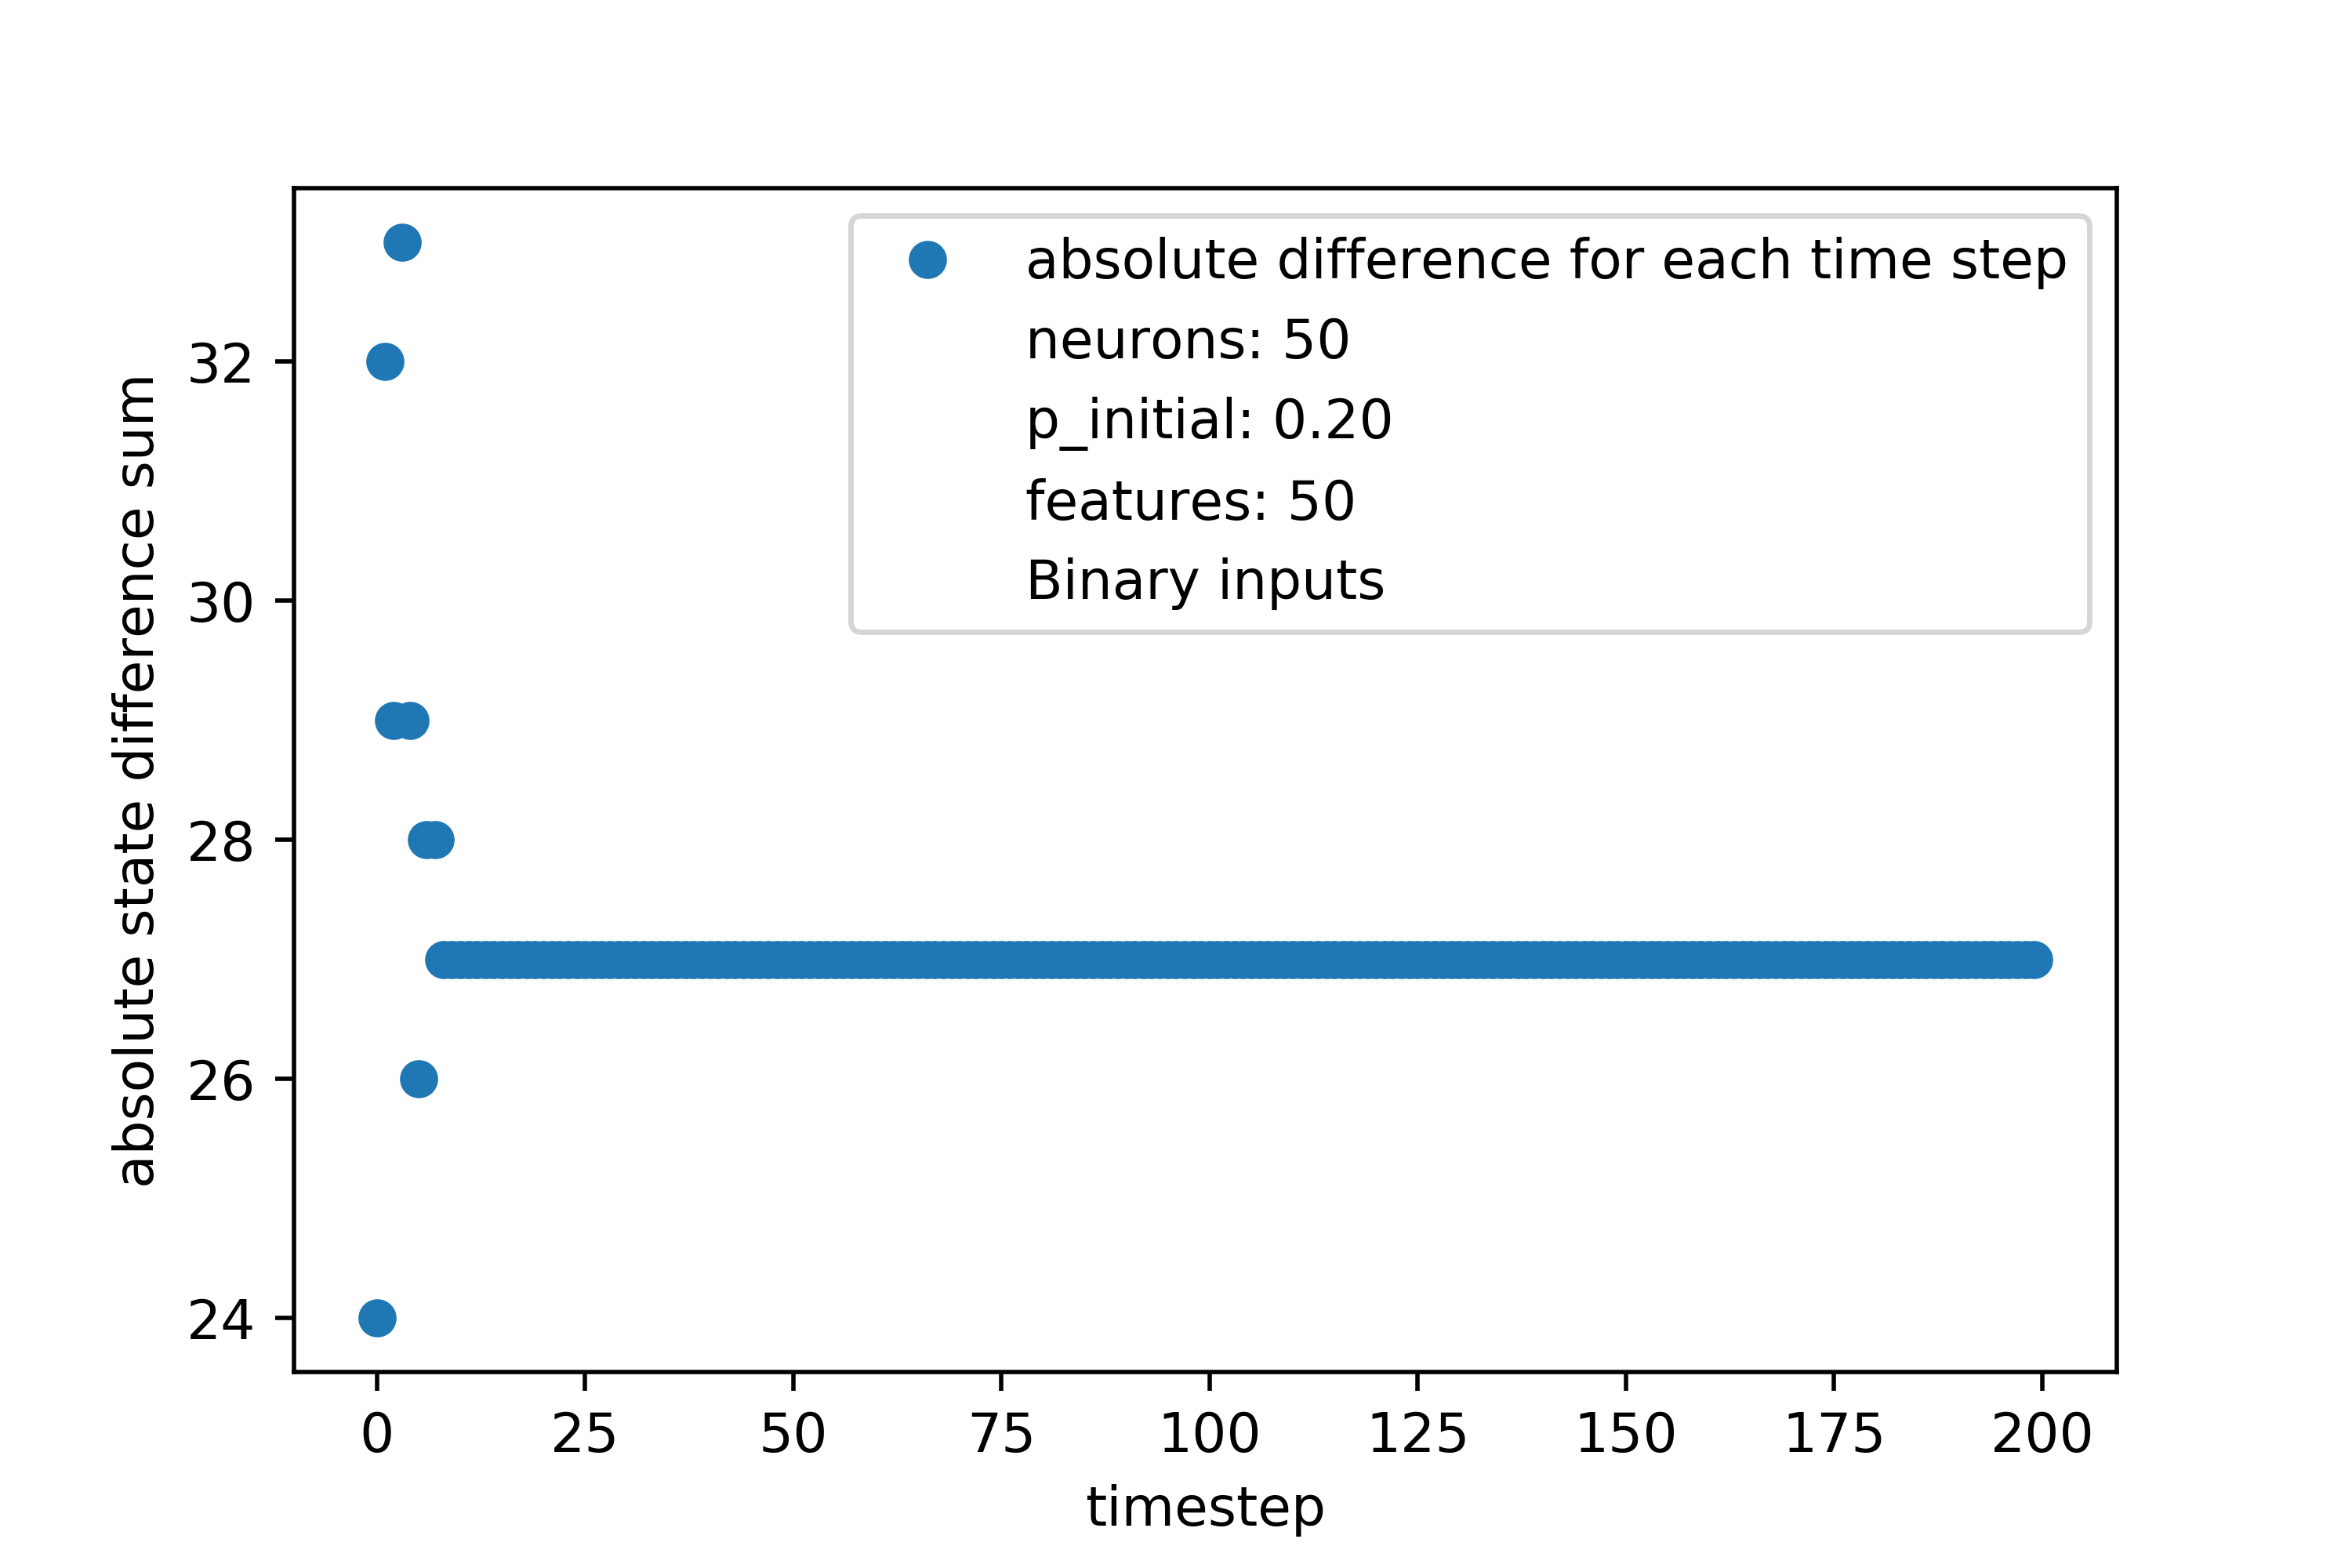 absolute difference for each time step
neurons: 50
p_initial: 0.20
features: 50
Binary inputs
absolute state difference sum
32
30
28
26
24
0 25 50 75 100 125 150 175 200
timestep